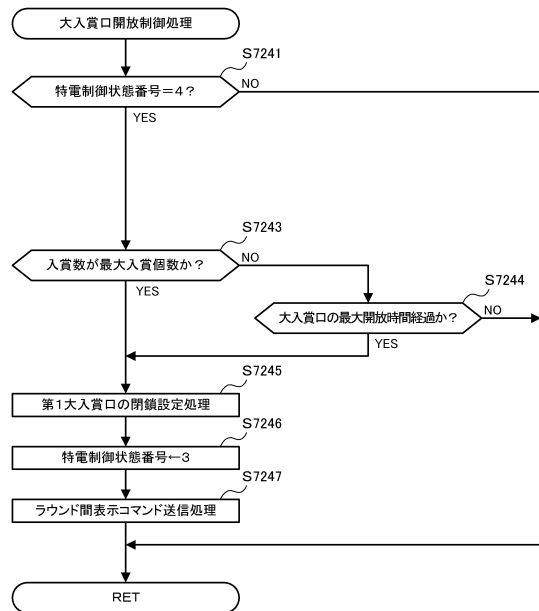 大入賞口開放制御処理
S7241
特電制御状態番号=4?
NO
YES
S7243
入賞数が最大入賞個数か?
NO
YES
S7244
大入賞口の最大開放時間経過か?
NO
YES
S7245
第1大入賞口の閉鎖設定処理
S7246
特電制御状態番号←3
S7247
ラウンド間表示コマンド送信処理
RET